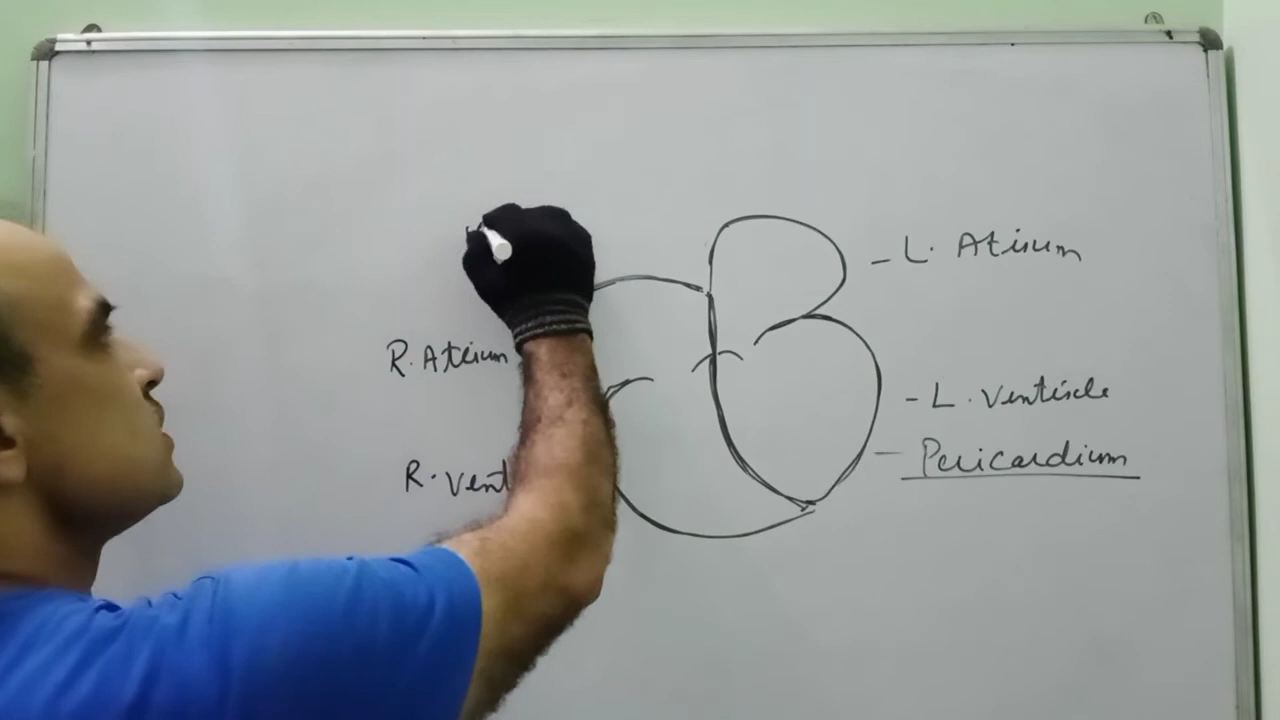 - L. Atrium
R. Atrium
- L. Ventricle
- Pericardium
R. Vent